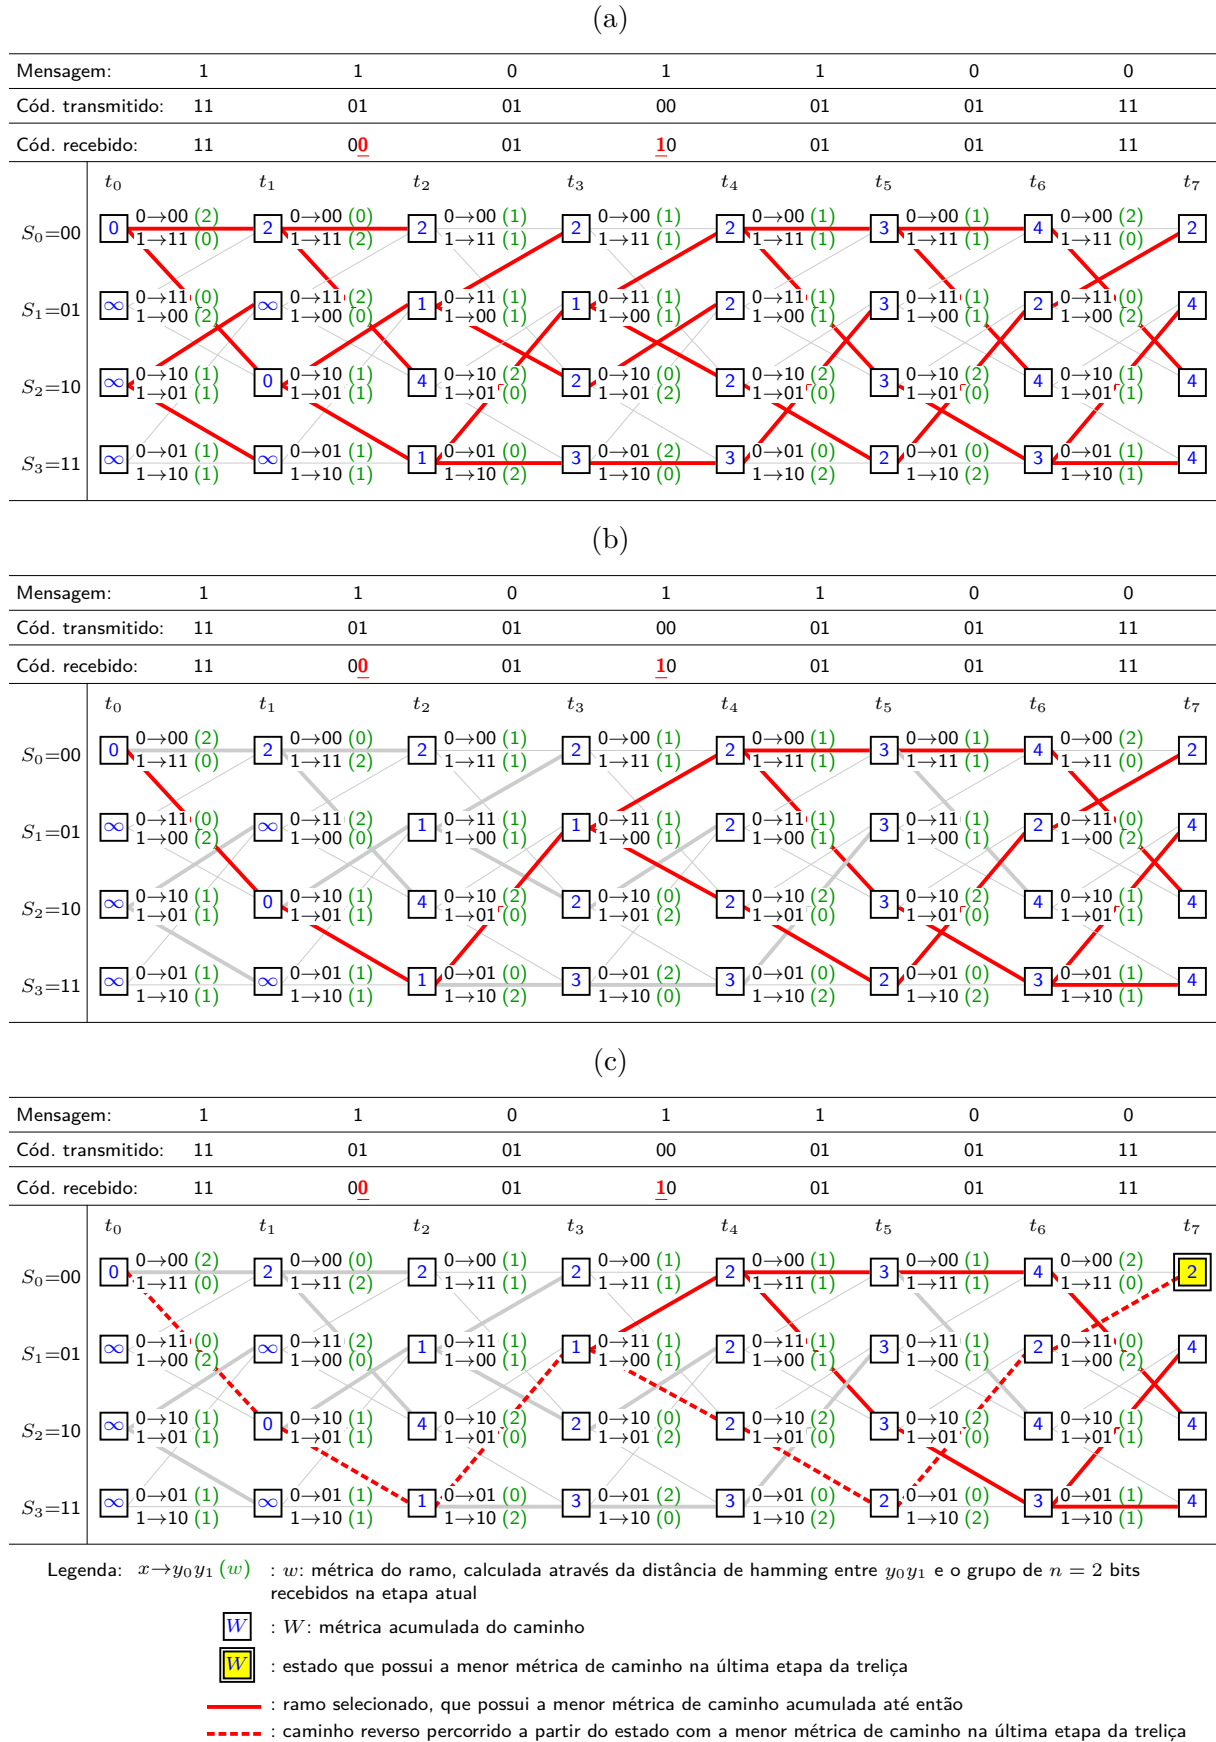 (a)
Mensagem: 1 1 0 1 1 0 0
Cód. transmitido: 11 01 01 00 01 01 11
Cód. recebido: 11 00 01 10 01 01 11
t0 t1 t2 t3 t4 t5 t6 t7
0→00 (2) 0→00 (0) 0→00 (1) 0→00 (1) 0→00 (1) 0→00 (1) 0→00 (2)
S0=00 0 2 2 2 2 3 4 2
1→11 (0) 1→11 (2) 1→11 (1) 1→11 (1) 1→11 (1) 1→11 (1) 1→11 (0)
0→11 (0) 0→11 (2) 0→11 (1) 0→11 (1) 0→11 (1) 0→11 (1) 0→11 (0)
S1=01 ∞ ∞ 1 1 2 3 2 4
1→00 (2) 1→00 (0) 1→00 (1) 1→00 (1) 1→00 (1) 1→00 (1) 1→00 (2)
0→10 (1) 0→10 (1) 0→10 (2) 0→10 (0) 0→10 (2) 0→10 (2) 0→10 (1)
S2=10 ∞ 0 4 2 2 3 4 4
1→01 (1) 1→01 (1) 1→01 (0) 1→01 (2) 1→01 (0) 1→01 (0) 1→01 (1)
0→01 (1) 0→01 (1) 0→01 (0) 0→01 (2) 0→01 (0) 0→01 (0) 0→01 (1)
S3=11 ∞ ∞ 1 3 3 2 3 4
1→10 (1) 1→10 (1) 1→10 (2) 1→10 (0) 1→10 (2) 1→10 (2) 1→10 (1)
(b)
Mensagem: 1 1 0 1 1 0 0
Cód. transmitido: 11 01 01 00 01 01 11
Cód. recebido: 11 00 01 10 01 01 11
t0 t1 t2 t3 t4 t5 t6 t7
0→00 (2) 0→00 (0) 0→00 (1) 0→00 (1) 0→00 (1) 0→00 (1) 0→00 (2)
S0=00 0 2 2 2 2 3 4 2
1→11 (0) 1→11 (2) 1→11 (1) 1→11 (1) 1→11 (1) 1→11 (1) 1→11 (0)
0→11 (0) 0→11 (2) 0→11 (1) 0→11 (1) 0→11 (1) 0→11 (1) 0→11 (0)
S1=01 ∞ ∞ 1 1 2 3 2 4
1→00 (2) 1→00 (0) 1→00 (1) 1→00 (1) 1→00 (1) 1→00 (1) 1→00 (2)
0→10 (1) 0→10 (1) 0→10 (2) 0→10 (0) 0→10 (2) 0→10 (2) 0→10 (1)
S2=10 ∞ 0 4 2 2 3 4 4
1→01 (1) 1→01 (1) 1→01 (0) 1→01 (2) 1→01 (0) 1→01 (0) 1→01 (1)
0→01 (1) 0→01 (1) 0→01 (0) 0→01 (2) 0→01 (0) 0→01 (0) 0→01 (1)
S3=11 ∞ ∞ 1 3 3 2 3 4
1→10 (1) 1→10 (1) 1→10 (2) 1→10 (0) 1→10 (2) 1→10 (2) 1→10 (1)
(c)
Mensagem: 1 1 0 1 1 0 0
Cód. transmitido: 11 01 01 00 01 01 11
Cód. recebido: 11 00 01 10 01 01 11
t0 t1 t2 t3 t4 t5 t6 t7
0→00 (2) 0→00 (0) 0→00 (1) 0→00 (1) 0→00 (1) 0→00 (1) 0→00 (2)
S0=00 0 2 2 2 2 3 4 2
1→11 (0) 1→11 (2) 1→11 (1) 1→11 (1) 1→11 (1) 1→11 (1) 1→11 (0)
0→11 (0) 0→11 (2) 0→11 (1) 0→11 (1) 0→11 (1) 0→11 (1) 0→11 (0)
S1=01 ∞ ∞ 1 1 2 3 2 4
1→00 (2) 1→00 (0) 1→00 (1) 1→00 (1) 1→00 (1) 1→00 (1) 1→00 (2)
0→10 (1) 0→10 (1) 0→10 (2) 0→10 (0) 0→10 (2) 0→10 (2) 0→10 (1)
S2=10 ∞ 0 4 2 2 3 4 4
1→01 (1) 1→01 (1) 1→01 (0) 1→01 (2) 1→01 (0) 1→01 (0) 1→01 (1)
0→01 (1) 0→01 (1) 0→01 (0) 0→01 (2) 0→01 (0) 0→01 (0) 0→01 (1)
S3=11 ∞ ∞ 1 3 3 2 3 4
1→10 (1) 1→10 (1) 1→10 (2) 1→10 (0) 1→10 (2) 1→10 (2) 1→10 (1)
Legenda: x→y0y1 (w) : w: métrica do ramo, calculada através da distância de hamming entre y0y1 e o grupo de n = 2 bits
recebidos na etapa atual
W : W: métrica acumulada do caminho
W : estado que possui a menor métrica de caminho na última etapa da treliça
: ramo selecionado, que possui a menor métrica de caminho acumulada até então
: caminho reverso percorrido a partir do estado com a menor métrica de caminho na última etapa da treliça